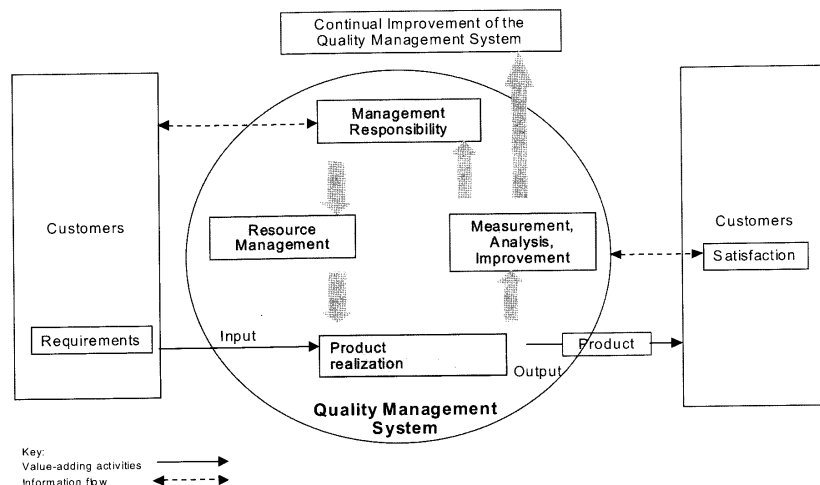 Continual Improvement of the
Quality Management System
Management
Responsibility
Customers
Resource
Management
Measurement,
Analysis,
Improvement
Customers
Satisfaction
Requirements
Input
Product
realization
Output
Product
Quality Management
System
Key:
Value-adding activities
Information flow